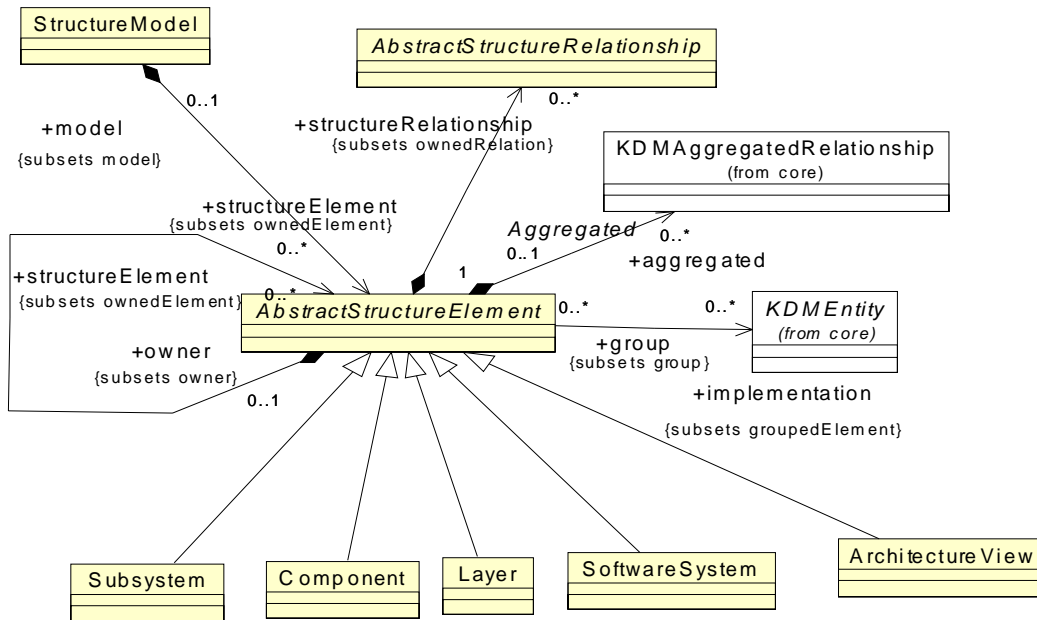 StructureModel
AbstractStructureRelationship
0..1
0..*
+model
{subsets model}
+structureRelationship
{subsets ownedRelation}
KDMAggregatedRelationship
(from core)
+structureElement
{subsets ownedElement}
Aggregated
0..*
0..1
0..*
+aggregated
+structureElement
{subsets ownedElement}
0..*
1
AbstractStructureElement
0..*
0..*
KDMEntity
(from core)
+owner
{subsets owner}
+group
{subsets group}
0..1
+implementation
{subsets groupedElement}
Subsystem
Component
Layer
SoftwareSystem
ArchitectureView